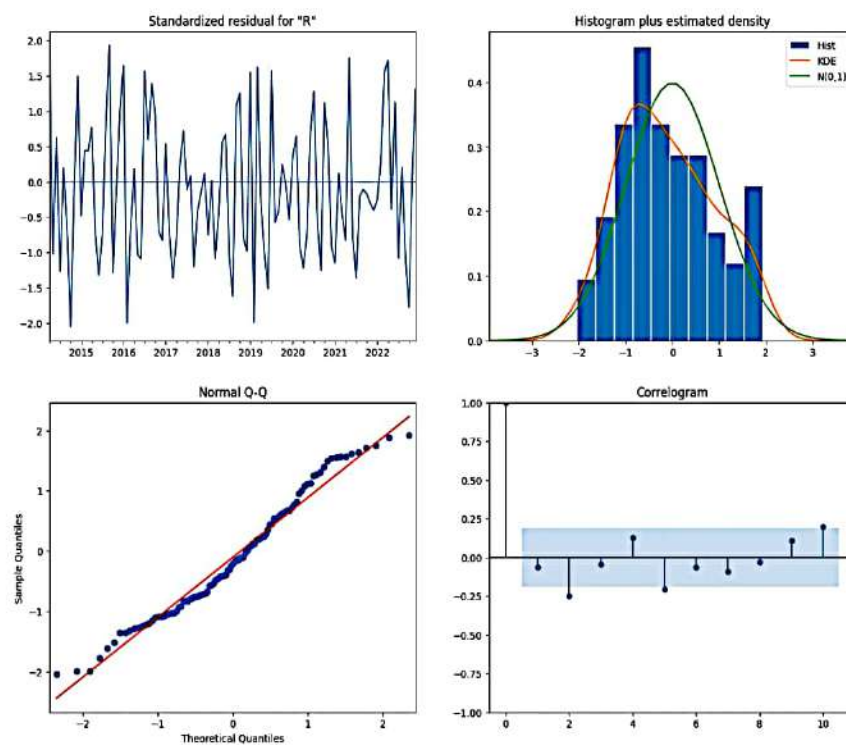 Standardized residual for "R"
2.0
1.5
1.0
0.5
0.0
−0.5
−1.0
−1.5
−2.0
2015 2016 2017 2018 2019 2020 2021 2022
Histogram plus estimated density
Hist
KDE
N(0,1)
0.4
0.3
0.2
0.1
0.0
−3 −2 −1 0 1 2 3
Normal Q-Q
Sample Quantiles
2
1
0
−1
−2
−2 −1 0 1 2
Theoretical Quantiles
Correlogram
1.00
0.75
0.50
0.25
0.00
−0.25
−0.50
−0.75
−1.00
0 2 4 6 8 10